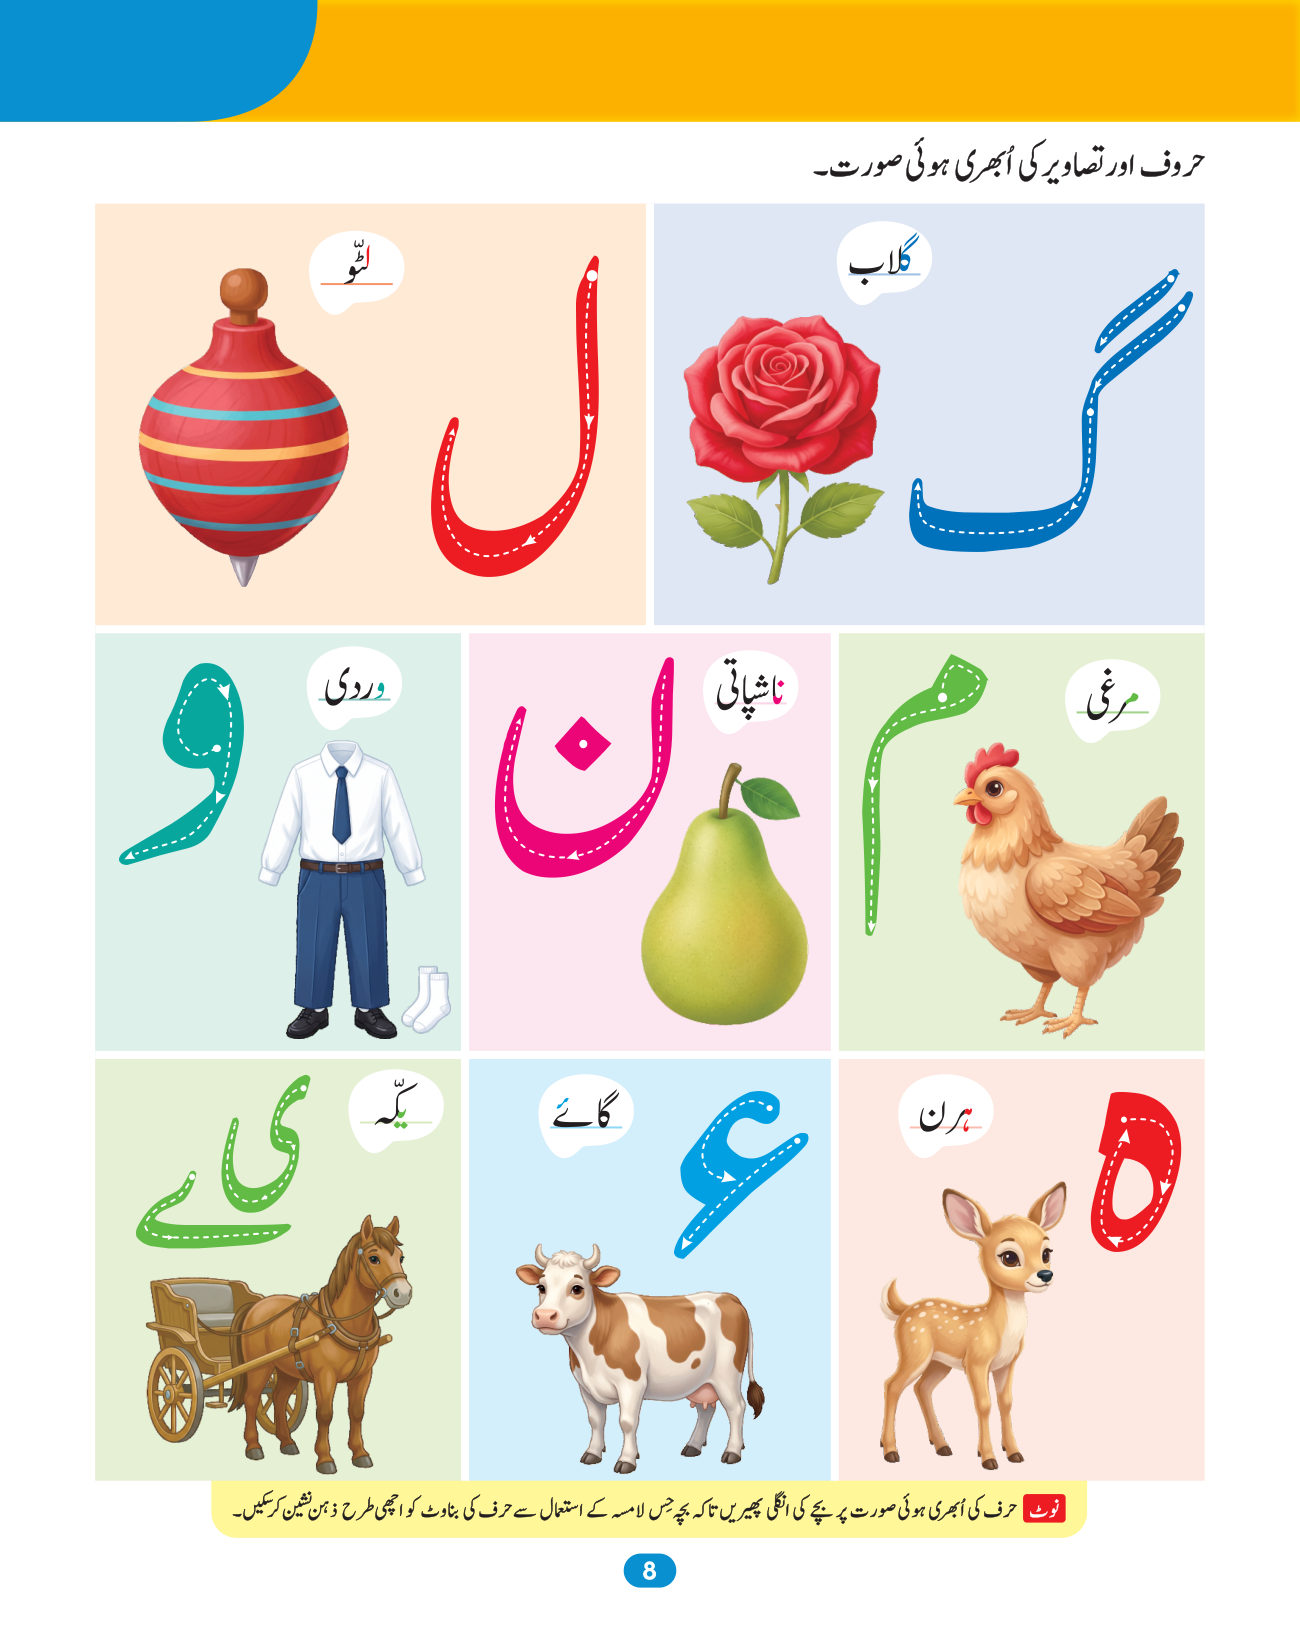 حروف اور تصاویر کی اُبھری ہوئی صورت۔
گلاب
گ
لٹّو
ل
مرغی
م
ناشپاتی
ن
وردی
و
ہرن
ہ
گائے
ء
یکّہ
ی
ے
نوٹ حرف کی اُبھری ہوئی صورت پر بچے کی انگلی پھیریں تاکہ بچہ حِس لامسہ کے استعمال سے حرف کی بناوٹ کو اچھی طرح ذہن نشین کر سکیں۔
8